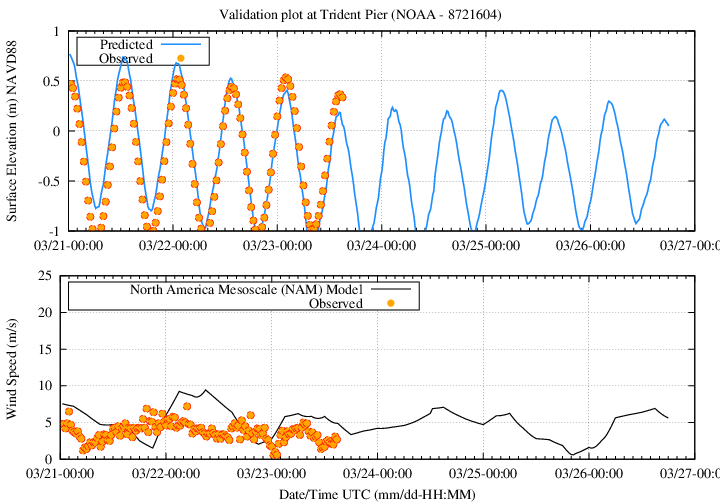 Validation plot at Trident Pier (NOAA - 8721604)
Surface Elevation (m) NAVD88
1
0.5
0
-0.5
-1
Predicted
Observed
03/21-00:00 03/22-00:00 03/23-00:00 03/24-00:00 03/25-00:00 03/26-00:00 03/27-00:00
Wind Speed (m/s)
25
20
15
10
5
0
North America Mesoscale (NAM) Model
Observed
03/21-00:00 03/22-00:00 03/23-00:00 03/24-00:00 03/25-00:00 03/26-00:00 03/27-00:00
Date/Time UTC (mm/dd-HH:MM)